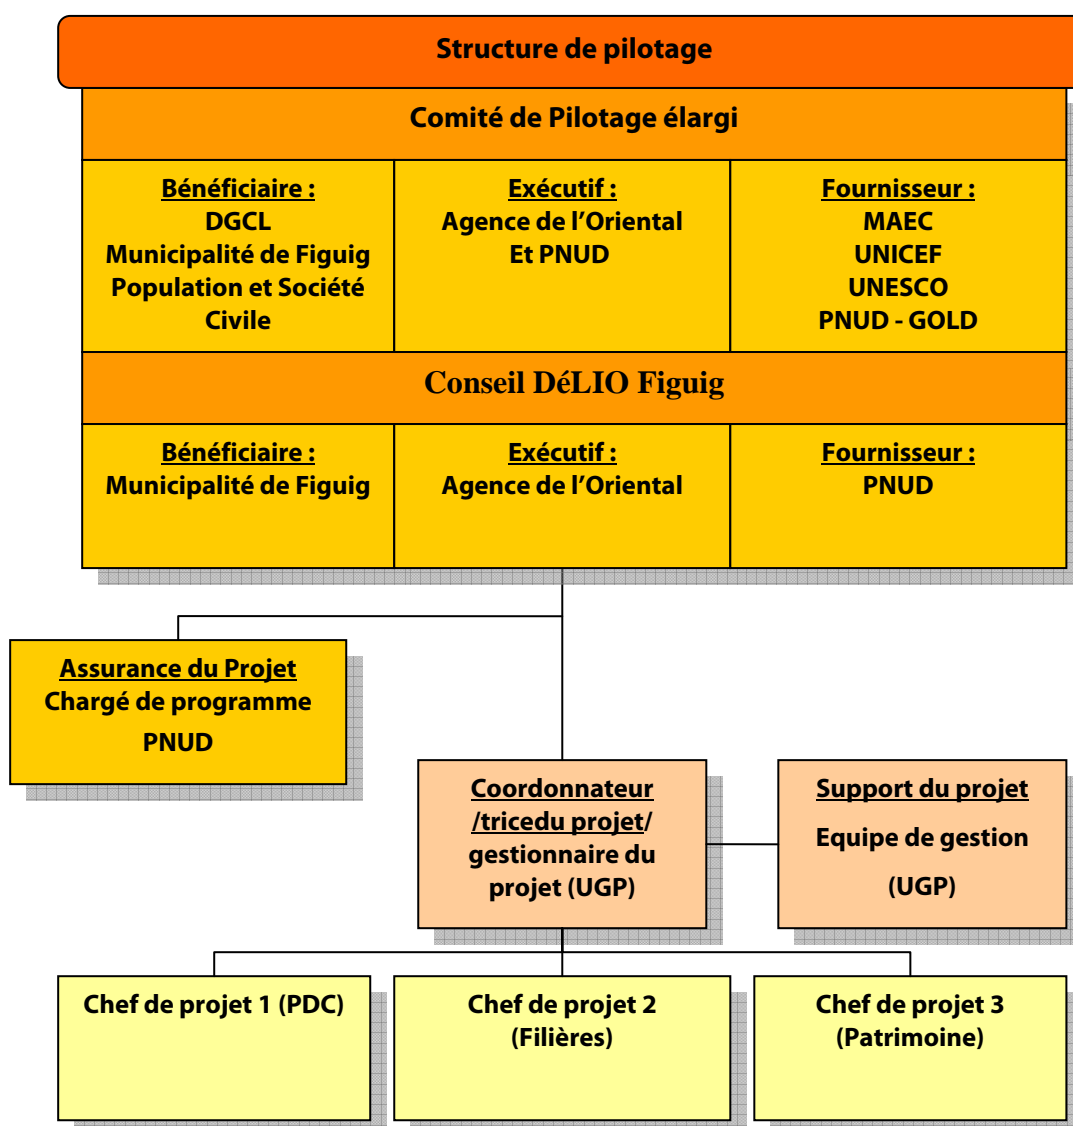 Structure de pilotage
Comité de Pilotage élargi
Bénéficiaire :
DGCL
Municipalité de Figuig
Population et Société
Civile
Exécutif :
Agence de l’Oriental
Et PNUD
Fournisseur :
MAEC
UNICEF
UNESCO
PNUD - GOLD
Conseil DéLIO Figuig
Bénéficiaire :
Municipalité de Figuig
Exécutif :
Agence de l’Oriental
Fournisseur :
PNUD
Assurance du Projet
Chargé de programme
PNUD
Coordonnateur
/tricedu projet/
gestionnaire du
projet (UGP)
Support du projet
Equipe de gestion
(UGP)
Chef de projet 1 (PDC)
Chef de projet 2
(Filières)
Chef de projet 3
(Patrimoine)